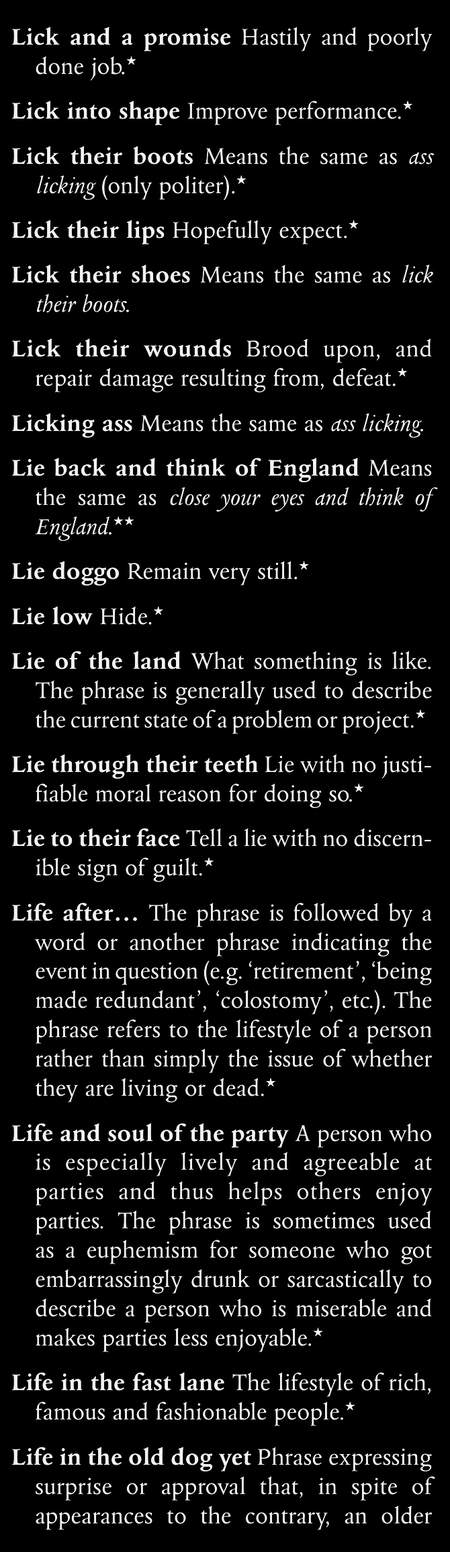 Lick and a promise Hastily and poorly
done job.★
Lick into shape Improve performance.★
Lick their boots Means the same as ass
licking (only politer).★
Lick their lips Hopefully expect.★
Lick their shoes Means the same as lick
their boots.
Lick their wounds Brood upon, and
repair damage resulting from, defeat.★
Licking ass Means the same as ass licking.
Lie back and think of England Means
the same as close your eyes and think of
England.★★
Lie doggo Remain very still.★
Lie low Hide.★
Lie of the land What something is like.
The phrase is generally used to describe
the current state of a problem or project.★
Lie through their teeth Lie with no justi-
fiable moral reason for doing so.★
Lie to their face Tell a lie with no discern-
ible sign of guilt.★
Life after… The phrase is followed by a
word or another phrase indicating the
event in question (e.g. ‘retirement’, ‘being
made redundant’, ‘colostomy’, etc.). The
phrase refers to the lifestyle of a person
rather than simply the issue of whether
they are living or dead.★
Life and soul of the party A person who
is especially lively and agreeable at
parties and thus helps others enjoy
parties. The phrase is sometimes used
as a euphemism for someone who got
embarrassingly drunk or sarcastically to
describe a person who is miserable and
makes parties less enjoyable.★
Life in the fast lane The lifestyle of rich,
famous and fashionable people.★
Life in the old dog yet Phrase expressing
surprise or approval that, in spite of
appearances to the contrary, an older